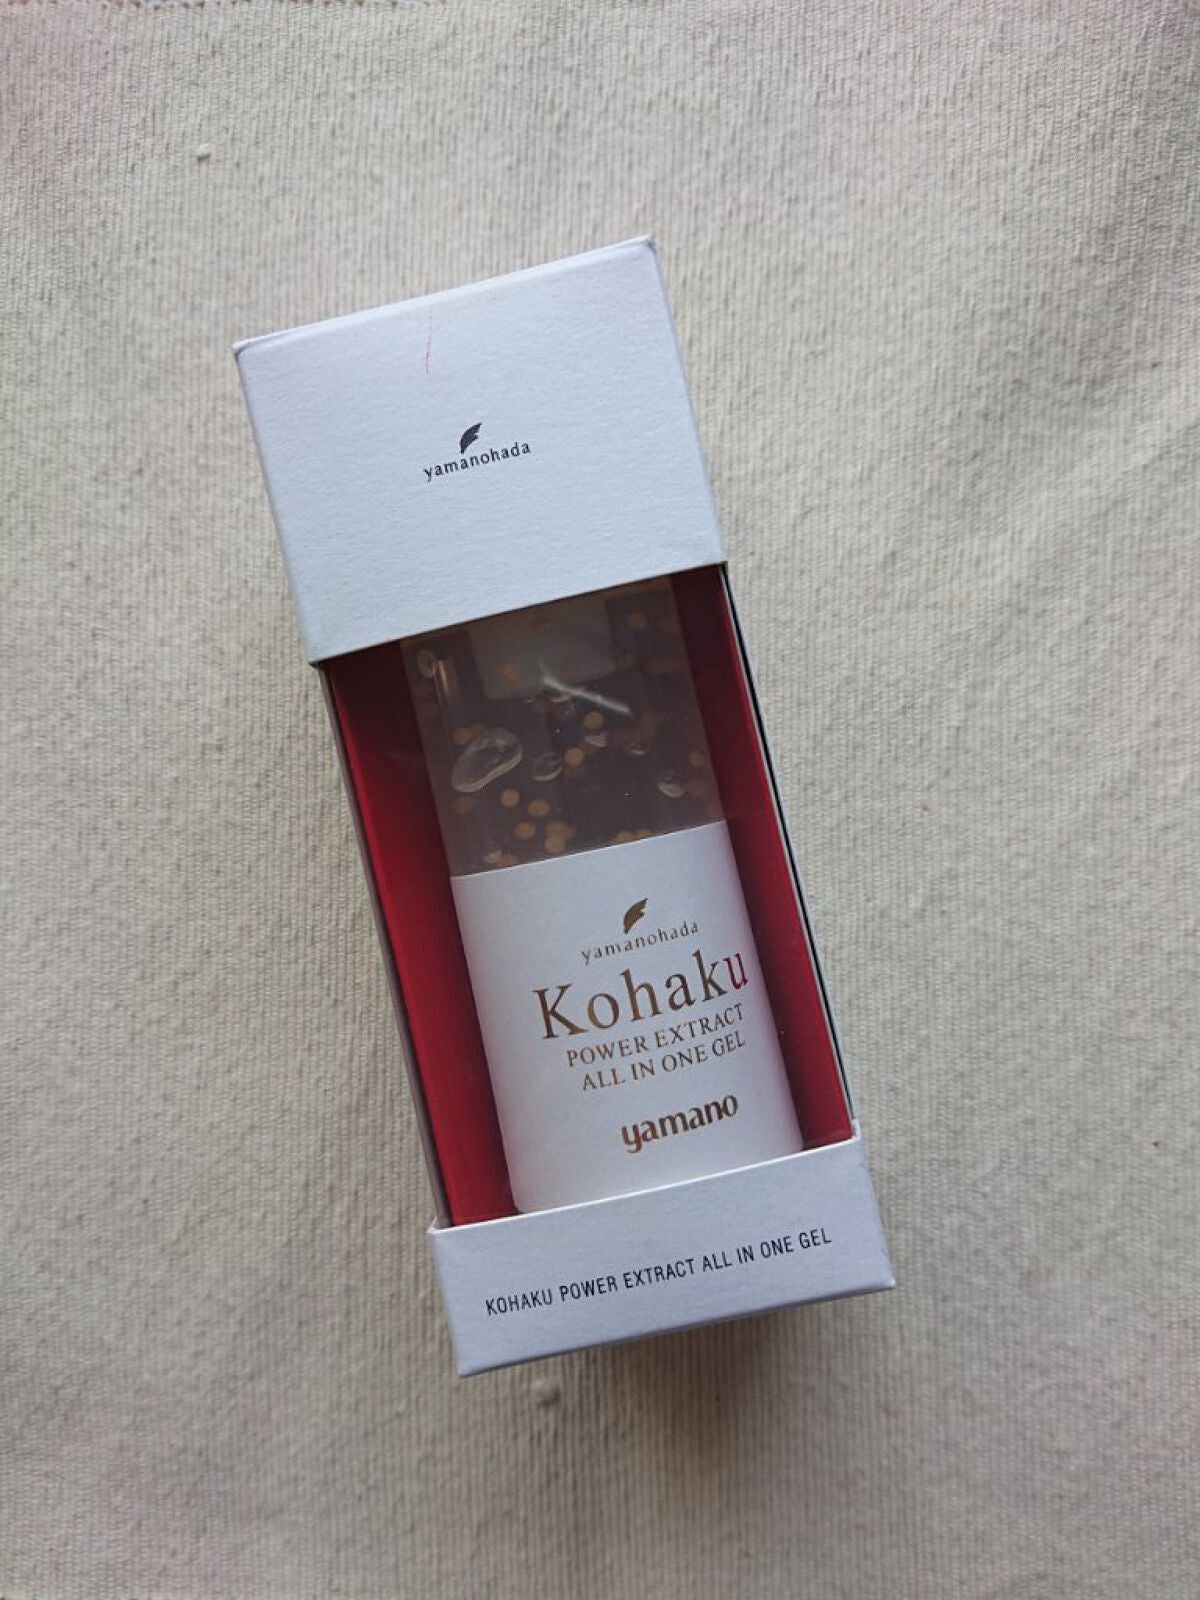 yamanohada
yamanohada
Kohaku
POWER EXTRACT
ALL IN ONE GEL
yamano
KOHAKU POWER EXTRACT ALL IN ONE GEL